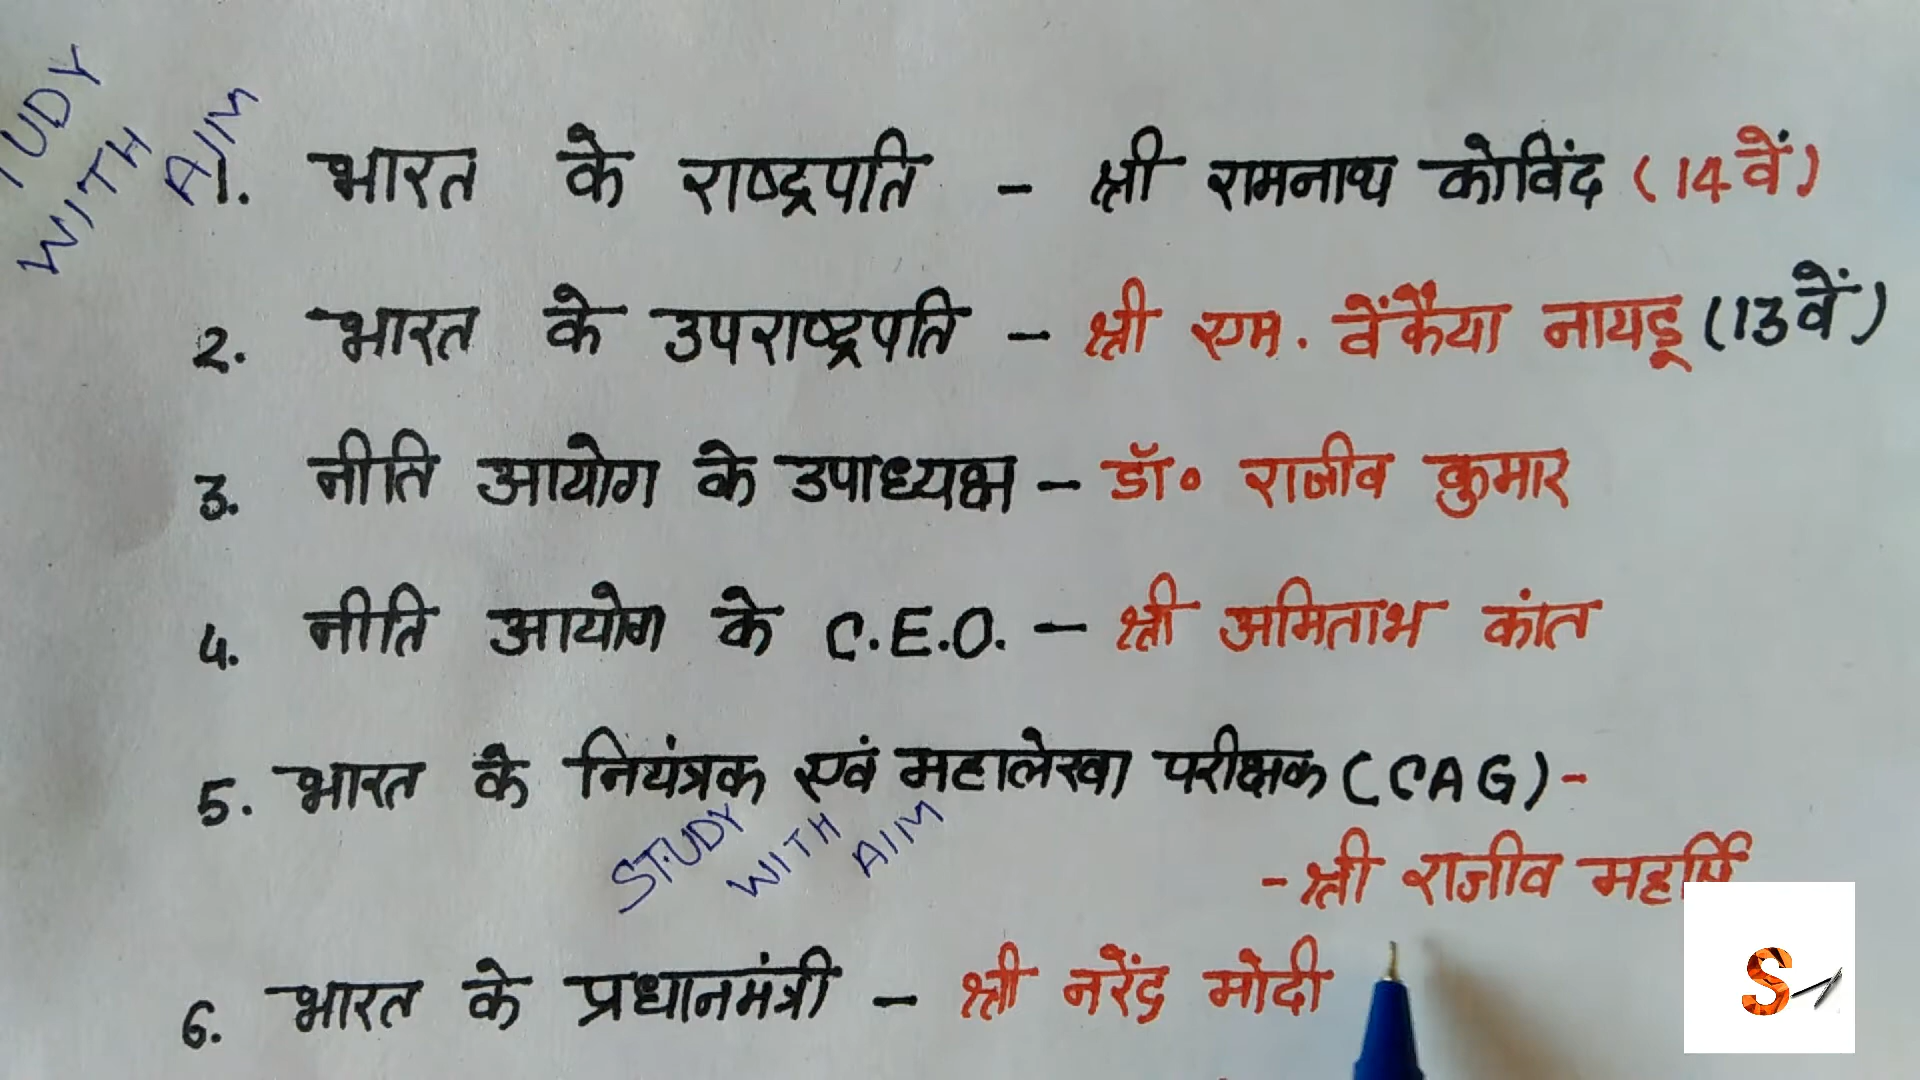 STUDY
WITH
AIM
1. भारत के राष्ट्रपति - श्री रामनाथ कोविंद (14वें)
2. भारत के उपराष्ट्रपति - श्री एम. वेंकैया नायडू (13वें)
3. नीति आयोग के उपाध्यक्ष - डॉ० राजीव कुमार
4. नीति आयोग के C.E.O. - श्री अमिताभ कांत
5. भारत के नियंत्रक एवं महालेखा परीक्षक (CAG) -
- श्री राजीव महर्षि
STUDY
WITH
AIM
6. भारत के प्रधानमंत्री - श्री नरेंद्र मोदी
S